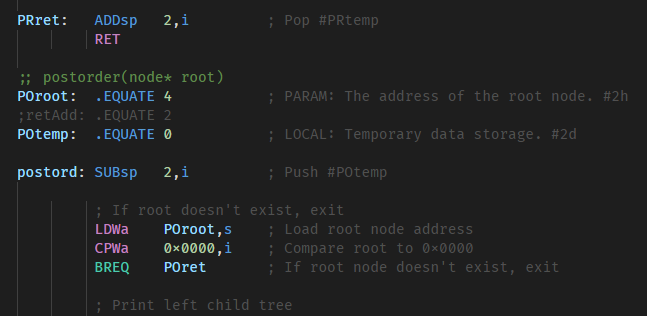 PRret:   ADDsp   2,i         ; Pop #PRtemp
         RET
;; postorder(node* root)
POroot:  .EQUATE 4           ; PARAM: The address of the root node. #2h
;retAdd: .EQUATE 2
POtemp:  .EQUATE 0           ; LOCAL: Temporary data storage. #2d
postord: SUBsp   2,i         ; Push #POtemp
         ; If root doesn't exist, exit
         LDWa    POroot,s    ; Load root node address
         CPWa    0x0000,i    ; Compare root to 0x0000
         BREQ    POret       ; If root node doesn't exist, exit
         ; Print left child tree